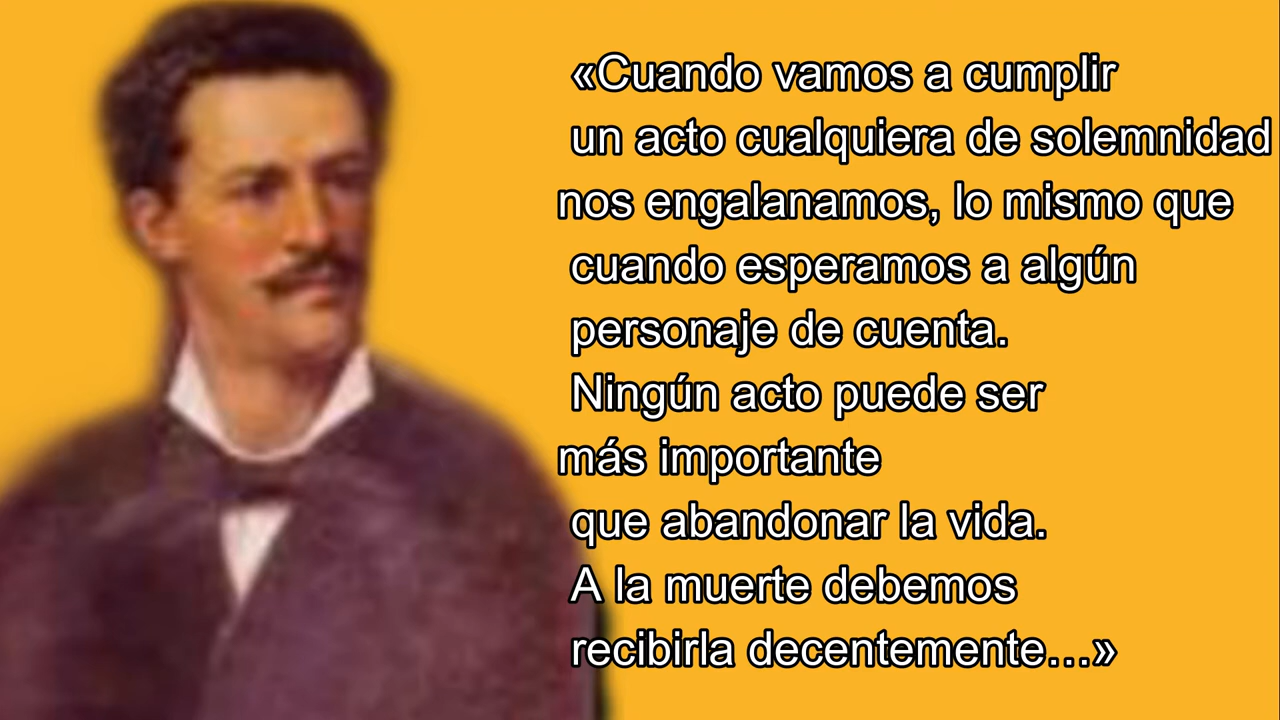 «Cuando vamos a cumplir
un acto cualquiera de solemnidad
nos engalanamos, lo mismo que
cuando esperamos a algún
personaje de cuenta.
Ningún acto puede ser
más importante
que abandonar la vida.
A la muerte debemos
recibirla decentemente...»